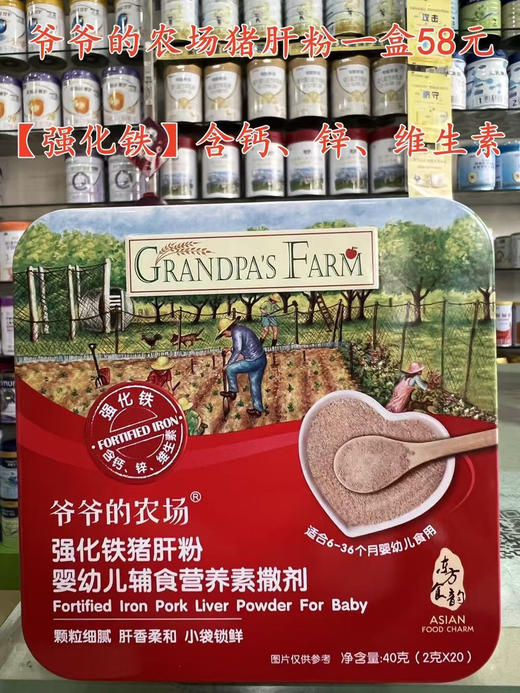 爷爷的农场猪肝粉一盒58元
【强化铁】含钙、锌、维生素
GRANDPA'S FARM
强化铁
FORTIFIED IRON
含钙、锌、维生素
爷爷的农场®
强化铁猪肝粉
婴幼儿辅食营养素撒剂
Fortified Iron Pork Liver Powder For Baby
颗粒细腻 肝香柔和 小袋锁鲜
适合6-36个月婴幼儿食用
东方食韵
ASIAN
FOOD CHARM
图片仅供参考 净含量:40克（2克X20）